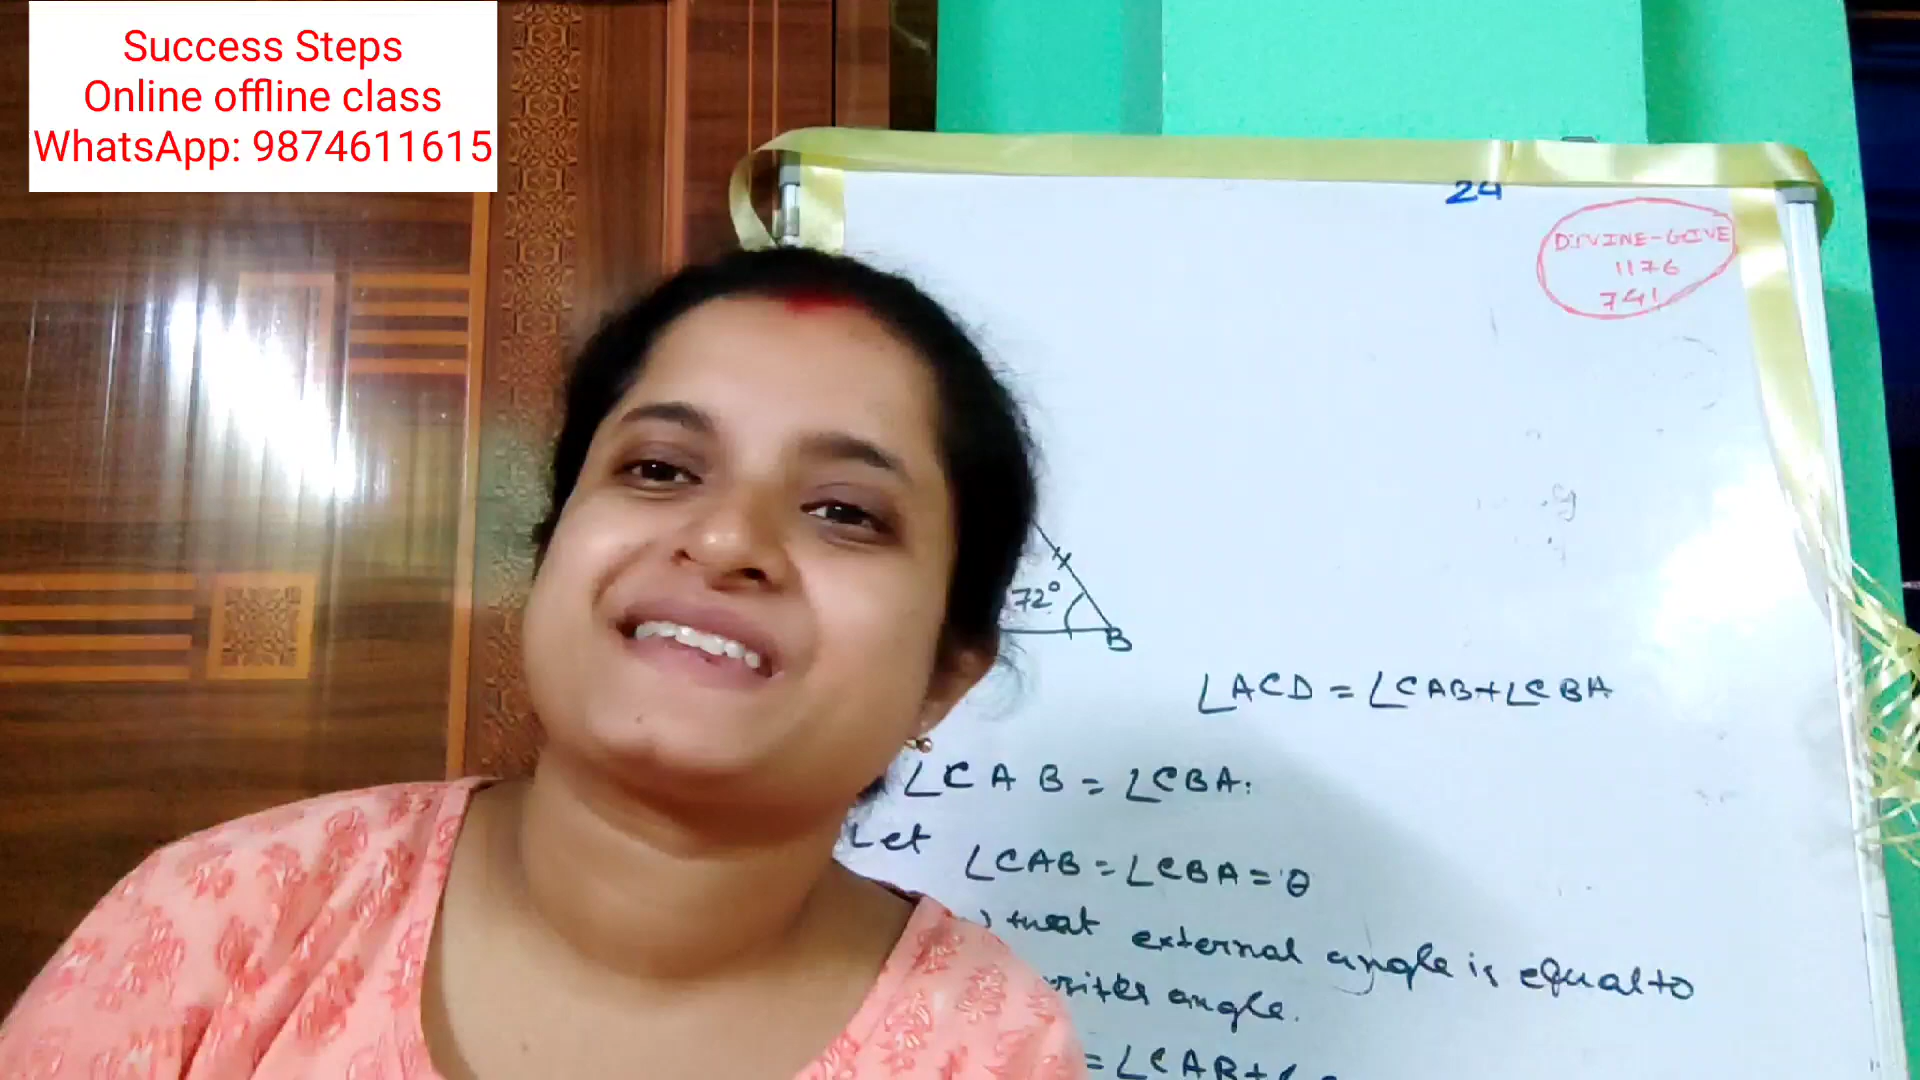 Success Steps
Online offline class
WhatsApp: 9874611615
24
DIVINE-GIVE
1176
741
72°
B
∠ACD = ∠CAB+∠CBA
∠CAB = ∠CBA.
Let ∠CAB = ∠CBA = θ
that external angle is equal to
angle.
= ∠CAB+